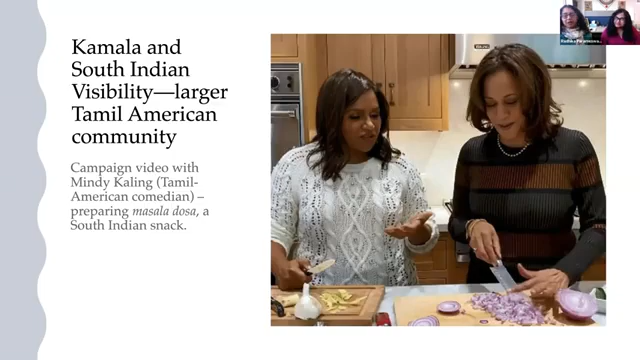 Kamala and
South Indian
Visibility—larger
Tamil American
community
Campaign video with
Mindy Kaling (Tamil-
American comedian) –
preparing masala dosa, a
South Indian snack.